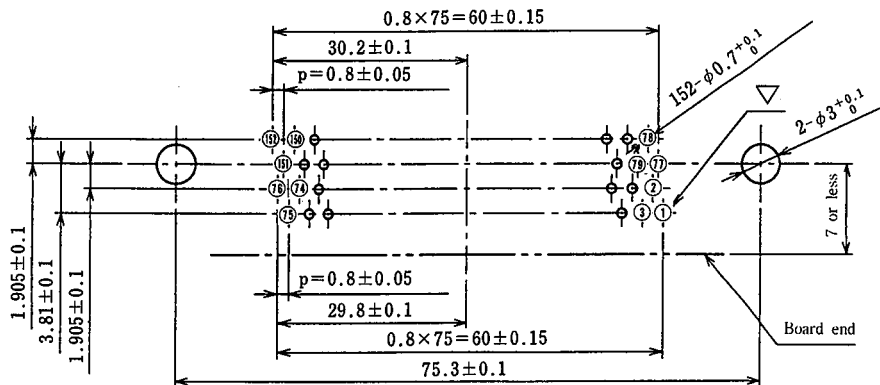 0.8×75=60±0.15
30.2±0.1
p=0.8±0.05
152-φ0.7+0.1 0
▽
2-φ3+0.1 0
152 150 78
151 79 77
76 74 2
75 3 1
1.905±0.1
3.81±0.1
1.905±0.1
7 or less
p=0.8±0.05
29.8±0.1
0.8×75=60±0.15
Board end
75.3±0.1